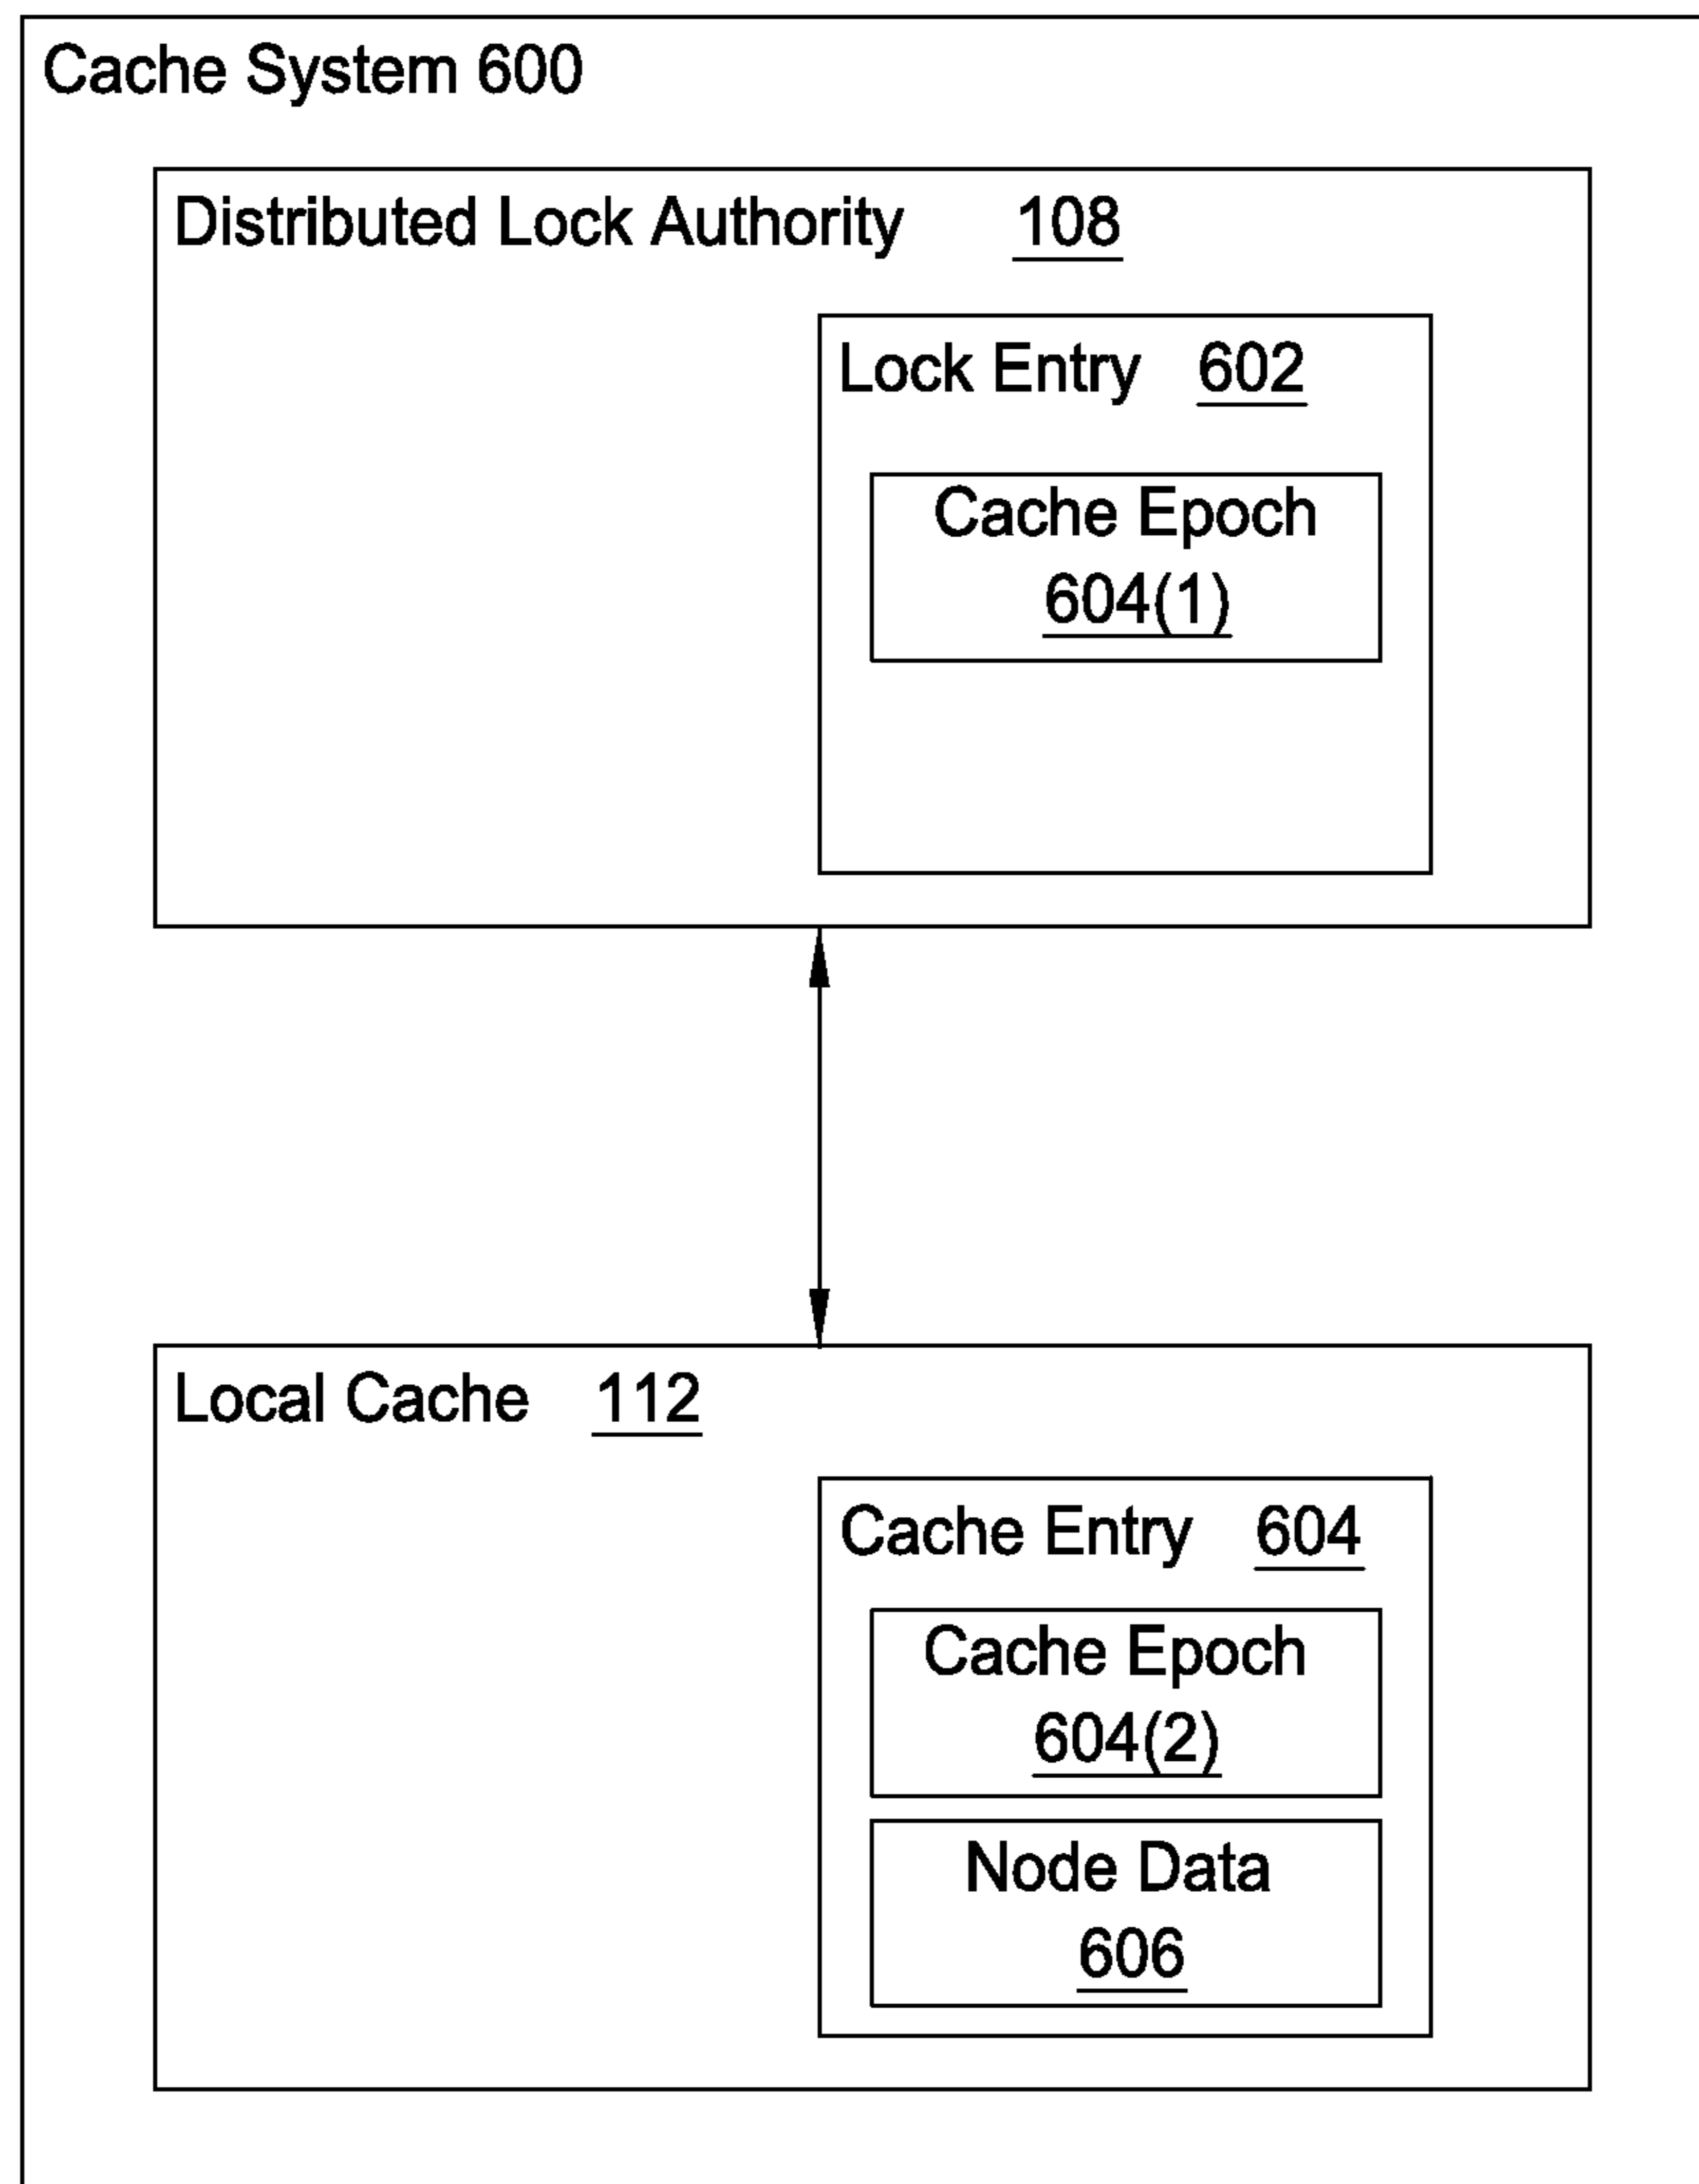 Cache System 600
Distributed Lock Authority 108
Lock Entry 602
Cache Epoch
604(1)
Local Cache 112
Cache Entry 604
Cache Epoch
604(2)
Node Data
606